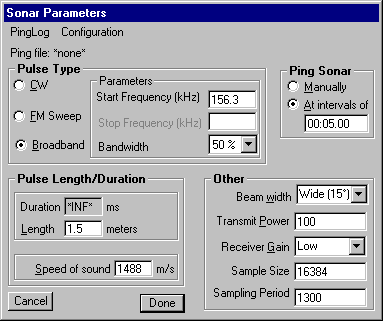 Sonar Parameters
PingLog Configuration
Ping file: *none*
Pulse Type
CW
FM Sweep
Broadband
Parameters
Start Frequency (kHz) 156.3
Stop Frequency (kHz)
Bandwidth 50 %
Ping Sonar
Manually
At intervals of
00:05.00
Pulse Length/Duration
Duration *INF* ms
Length 1.5 meters
Speed of sound 1488 m/s
Other
Beam width Wide (15°)
Transmit Power 100
Receiver Gain Low
Sample Size 16384
Sampling Period 1300
Cancel Done